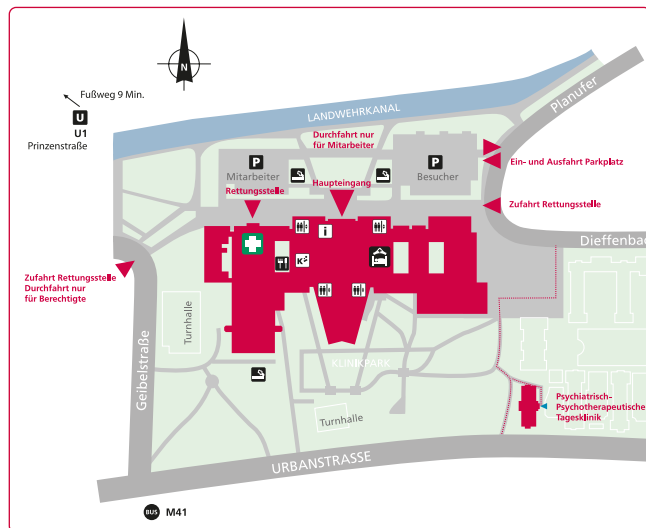 N
Fußweg 9 Min.
U
U1
Prinzenstraße
LANDWEHRKANAL
Planufer
Durchfahrt nur
für Mitarbeiter
P
Mitarbeiter
P
Besucher
Ein- und Ausfahrt Parkplatz
Rettungsstelle
Haupteingang
Zufahrt Rettungsstelle
i
K
Dieffenbac
Zufahrt Rettungsstelle
Durchfahrt nur
für Berechtigte
Turnhalle
Geibelstraße
KLINIKPARK
Turnhalle
Psychiatrisch-
Psychotherapeutische
Tagesklinik
URBANSTRASSE
BUS M41